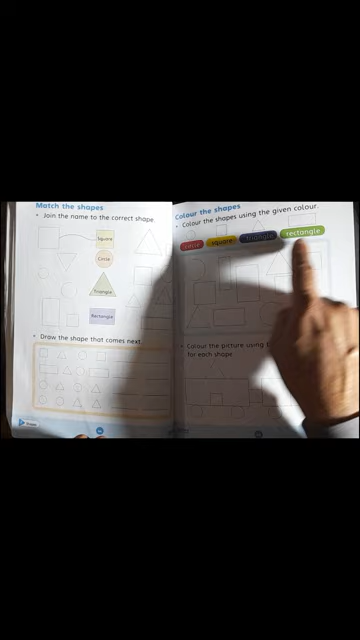 Match the shapes
• Join the name to the correct shape
Square
Circle
Triangle
Rectangle
• Draw the shape that comes next.
Colour the shapes
• Colour the shapes using the given colour.
circle square triangle rectangle
• Colour the picture using
for each shape